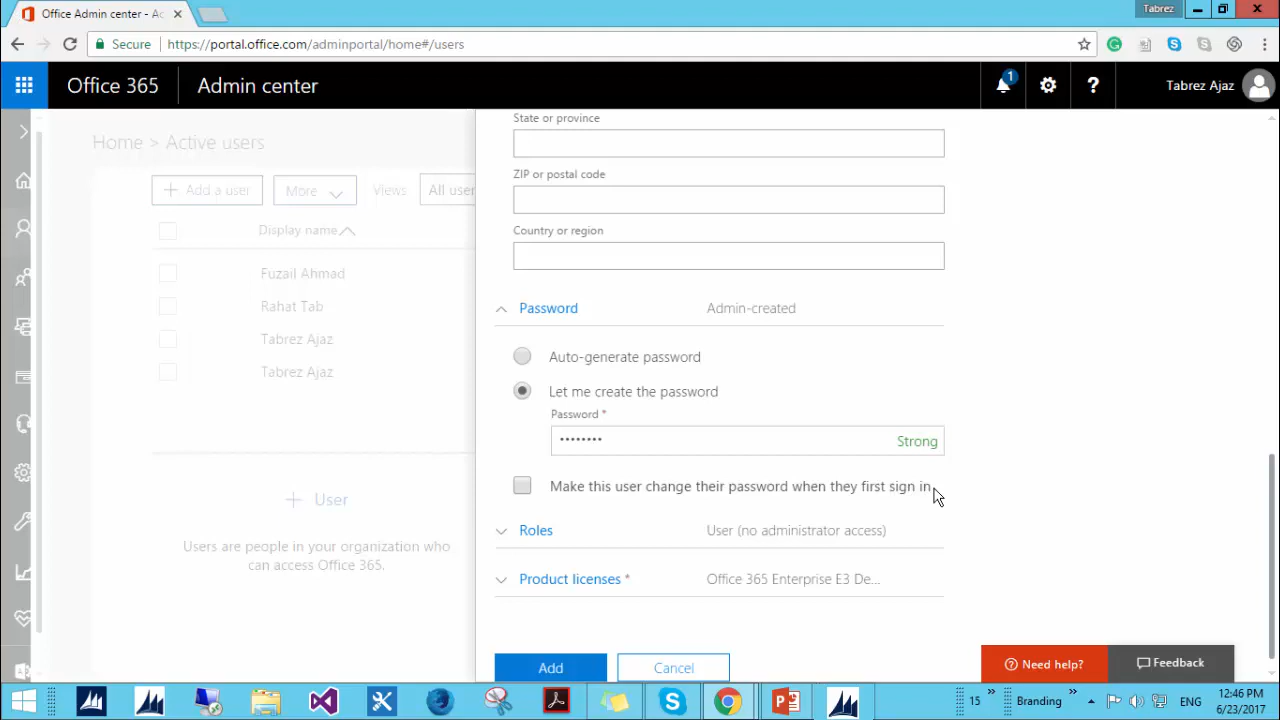 Office Admin center - Ac
Tabrez
Secure
https://portal.office.com/adminportal/home#/users
Office 365
Admin center
1
?
Tabrez Ajaz
Home > Active users
+ Add a user
More
Views
All user
Display name
Fuzail Ahmad
Rahat Tab
Tabrez Ajaz
Tabrez Ajaz
+ User
Users are people in your organization who
can access Office 365.
State or province
ZIP or postal code
Country or region
Password
Admin-created
Auto-generate password
Let me create the password
Password *
••••••••
Strong
Make this user change their password when they first sign in.
Roles
User (no administrator access)
Product licenses *
Office 365 Enterprise E3 De...
Add
Cancel
Need help?
Feedback
15
Branding
ENG
12:46 PM
6/23/2017